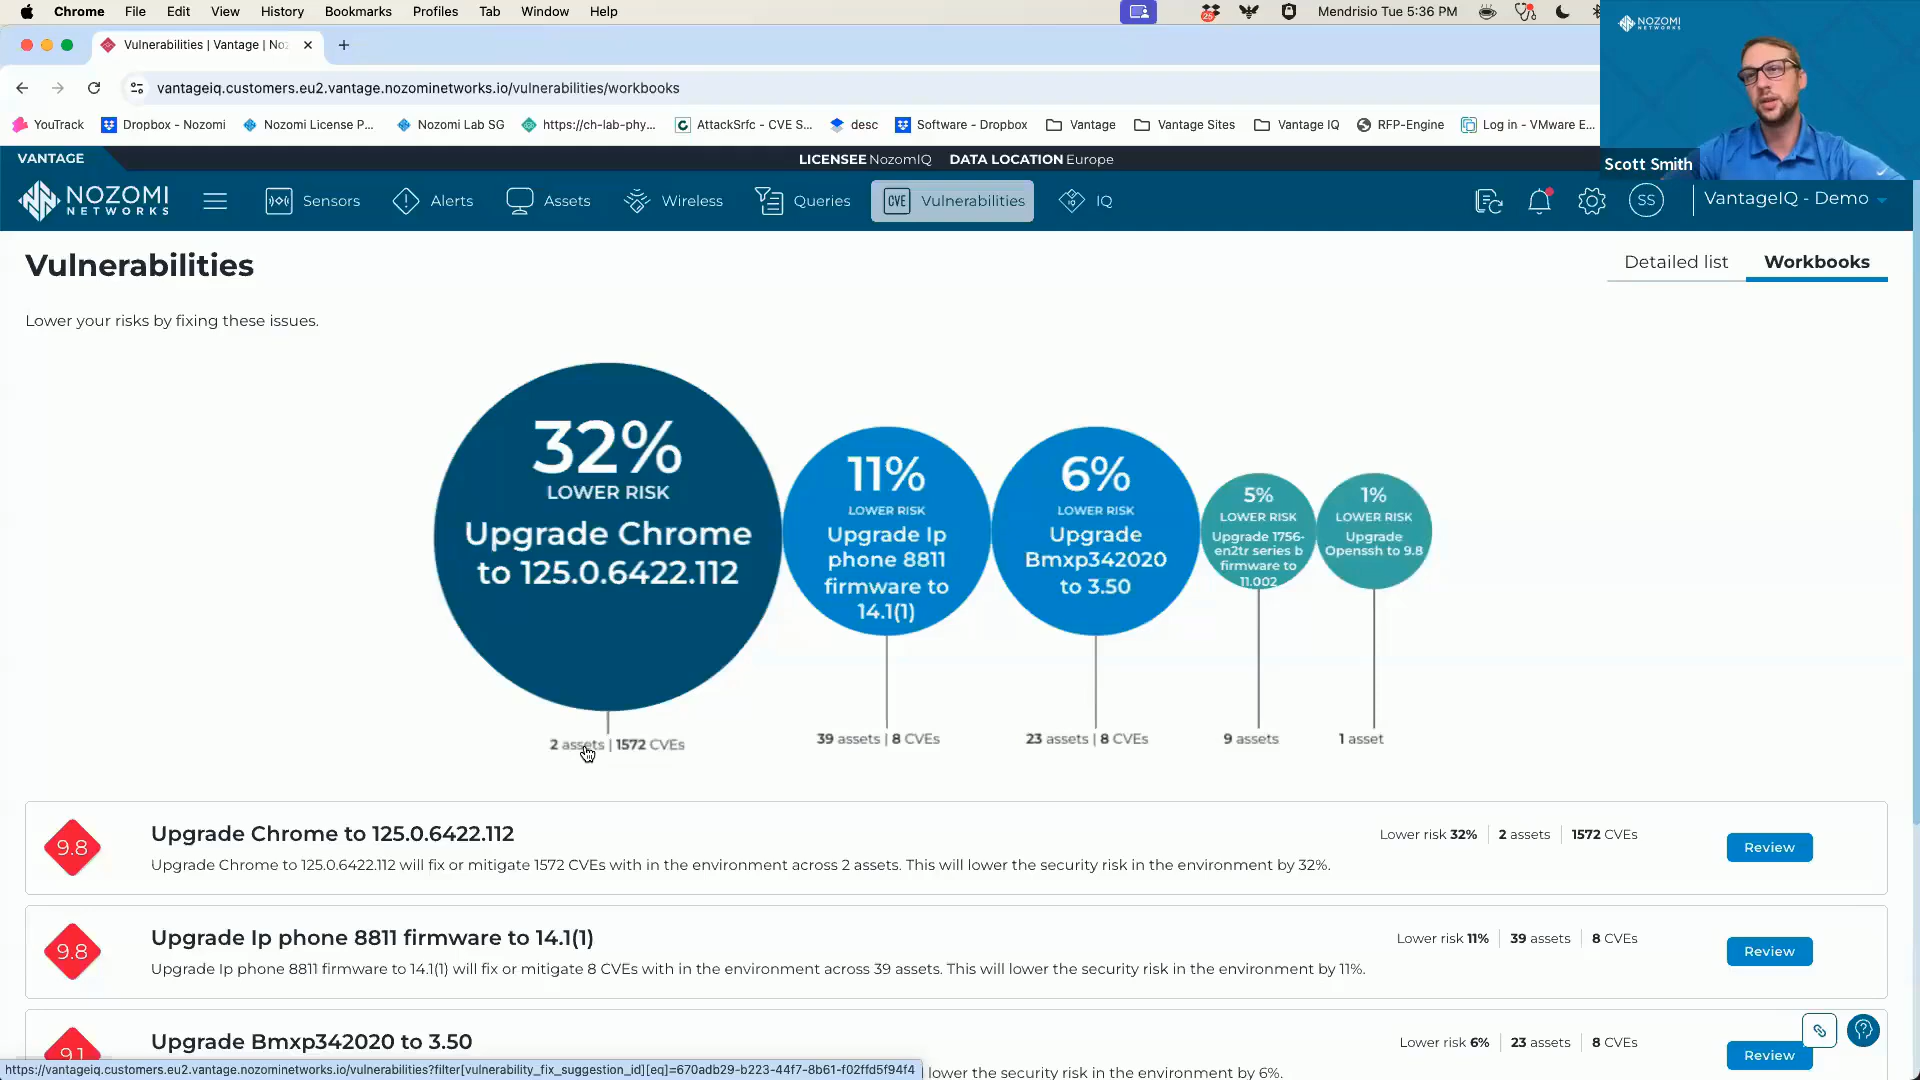 Chrome File Edit View History Bookmarks Profiles Tab Window Help
25
Mendrisio Tue 5:36 PM
Vulnerabilities | Vantage | Noz
vantageiq.customers.eu2.vantage.nozominetworks.io/vulnerabilities/workbooks
YouTrack Dropbox - Nozomi Nozomi License P... Nozomi Lab SG https://ch-lab-phy... AttackSrfc - CVE S... desc Software - Dropbox Vantage Vantage Sites Vantage IQ RFP-Engine Log in - VMware E...
NOZOMI
NETWORKS
Scott Smith
VANTAGE
LICENSEE NozomIQ DATA LOCATION Europe
NOZOMI
NETWORKS
Sensors Alerts Assets Wireless Queries CVE Vulnerabilities IQ
SS
VantageIQ - Demo
Vulnerabilities
Detailed list Workbooks
Lower your risks by fixing these issues.
32%
LOWER RISK
Upgrade Chrome
to 125.0.6422.112
2 assets | 1572 CVEs
11%
LOWER RISK
Upgrade Ip
phone 8811
firmware to
14.1(1)
39 assets | 8 CVEs
6%
LOWER RISK
Upgrade
Bmxp342020
to 3.50
23 assets | 8 CVEs
5%
LOWER RISK
Upgrade 1756-
en2tr series b
firmware to
11.002
9 assets
1%
LOWER RISK
Upgrade
Openssh to 9.8
1 asset
9.8
Upgrade Chrome to 125.0.6422.112
Lower risk 32% 2 assets 1572 CVEs
Review
Upgrade Chrome to 125.0.6422.112 will fix or mitigate 1572 CVEs with in the environment across 2 assets. This will lower the security risk in the environment by 32%.
9.8
Upgrade Ip phone 8811 firmware to 14.1(1)
Lower risk 11% 39 assets 8 CVEs
Review
Upgrade Ip phone 8811 firmware to 14.1(1) will fix or mitigate 8 CVEs with in the environment across 39 assets. This will lower the security risk in the environment by 11%.
9.1
Upgrade Bmxp342020 to 3.50
Lower risk 6% 23 assets 8 CVEs
Review
lower the security risk in the environment by 6%.
https://vantageiq.customers.eu2.vantage.nozominetworks.io/vulnerabilities?filter[vulnerability_fix_suggestion_id][eq]=670adb29-b223-44f7-8b61-f02ffd5f94f4